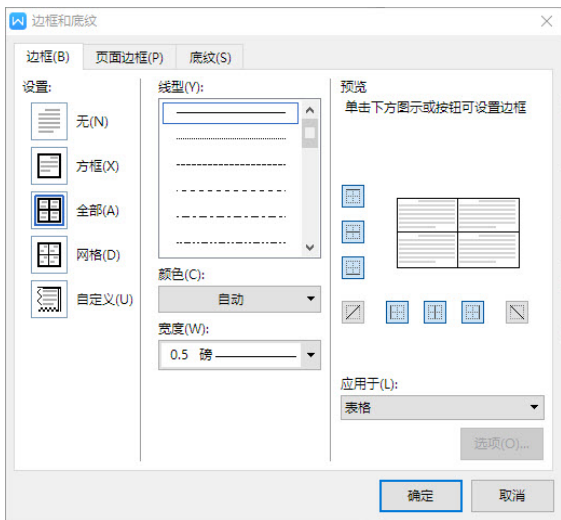 边框和底纹
边框(B) 页面边框(P) 底纹(S)
设置:
无(N)
方框(X)
全部(A)
网格(D)
自定义(U)
线型(Y):
颜色(C):
自动
宽度(W):
0.5 磅
预览
单击下方图示或按钮可设置边框
应用于(L):
表格
选项(O)...
确定 取消